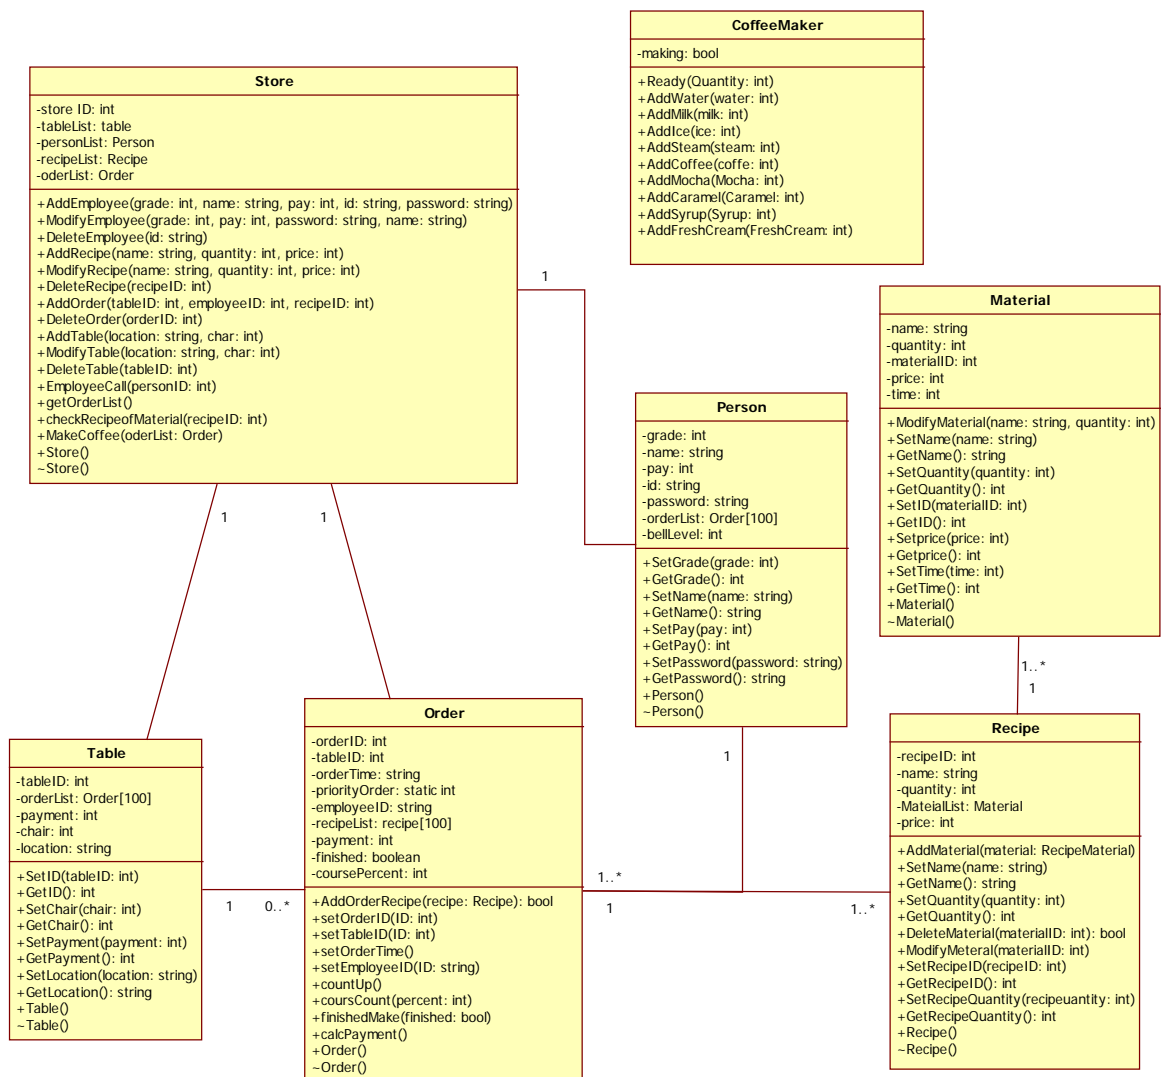 CoffeeMaker
-making: bool
+Ready(Quantity: int)
+AddWater(water: int)
+AddMilk(milk: int)
+AddIce(ice: int)
+AddSteam(steam: int)
+AddCoffee(coffe: int)
+AddMocha(Mocha: int)
+AddCaramel(Caramel: int)
+AddSyrup(Syrup: int)
+AddFreshCream(FreshCream: int)
Store
-store ID: int
-tableList: table
-personList: Person
-recipeList: Recipe
-oderList: Order
+AddEmployee(grade: int, name: string, pay: int, id: string, password: string)
+ModifyEmployee(grade: int, pay: int, password: string, name: string)
+DeleteEmployee(id: string)
+AddRecipe(name: string, quantity: int, price: int)
+ModifyRecipe(name: string, quantity: int, price: int)
+DeleteRecipe(recipeID: int)
+AddOrder(tableID: int, employeeID: int, recipeID: int)
+DeleteOrder(orderID: int)
+AddTable(location: string, char: int)
+ModifyTable(location: string, char: int)
+DeleteTable(tableID: int)
+EmployeeCall(personID: int)
+getOrderList()
+checkRecipeofMaterial(recipeID: int)
+MakeCoffee(oderList: Order)
+Store()
~Store()
1
1
1
Material
-name: string
-quantity: int
-materialID: int
-price: int
-time: int
+ModifyMaterial(name: string, quantity: int)
+SetName(name: string)
+GetName(): string
+SetQuantity(quantity: int)
+GetQuantity(): int
+SetID(materialID: int)
+GetID(): int
+Setprice(price: int)
+Getprice(): int
+SetTime(time: int)
+GetTime(): int
+Material()
~Material()
1..*
1
Person
-grade: int
-name: string
-pay: int
-id: string
-password: string
-orderList: Order[100]
-bellLevel: int
+SetGrade(grade: int)
+GetGrade(): int
+SetName(name: string)
+GetName(): string
+SetPay(pay: int)
+GetPay(): int
+SetPassword(password: string)
+GetPassword(): string
+Person()
~Person()
1
Table
-tableID: int
-orderList: Order[100]
-payment: int
-chair: int
-location: string
+SetID(tableID: int)
+GetID(): int
+SetChair(chair: int)
+GetChair(): int
+SetPayment(payment: int)
+GetPayment(): int
+SetLocation(location: string)
+GetLocation(): string
+Table()
~Table()
1
0..*
Order
-orderID: int
-tableID: int
-orderTime: string
-priorityOrder: static int
-employeeID: string
-recipeList: recipe[100]
-payment: int
-finished: boolean
-coursePercent: int
+AddOrderRecipe(recipe: Recipe): bool
+setOrderID(ID: int)
+setTableID(ID: int)
+setOrderTime()
+setEmployeeID(ID: string)
+countUp()
+coursCount(percent: int)
+finishedMake(finished: bool)
+calcPayment()
+Order()
~Order()
1..*
1
1..*
Recipe
-recipeID: int
-name: string
-quantity: int
-MateialList: Material
-price: int
+AddMaterial(material: RecipeMaterial)
+SetName(name: string)
+GetName(): string
+SetQuantity(quantity: int)
+GetQuantity(): int
+DeleteMaterial(materialID: int): bool
+ModifyMeteral(materialID: int)
+SetRecipeID(recipeID: int)
+GetRecipeID(): int
+SetRecipeQuantity(recipeuantity: int)
+GetRecipeQuantity(): int
+Recipe()
~Recipe()